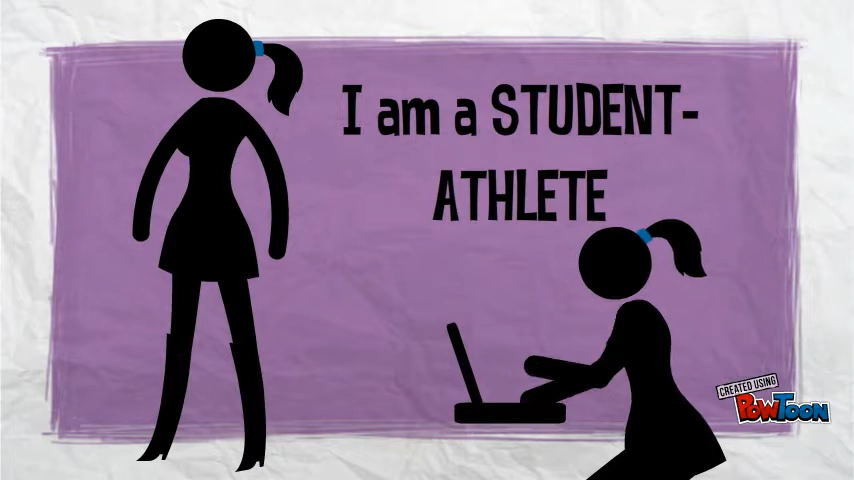 I am a STUDENT-
ATHLETE
CREATED USING
POWTOON